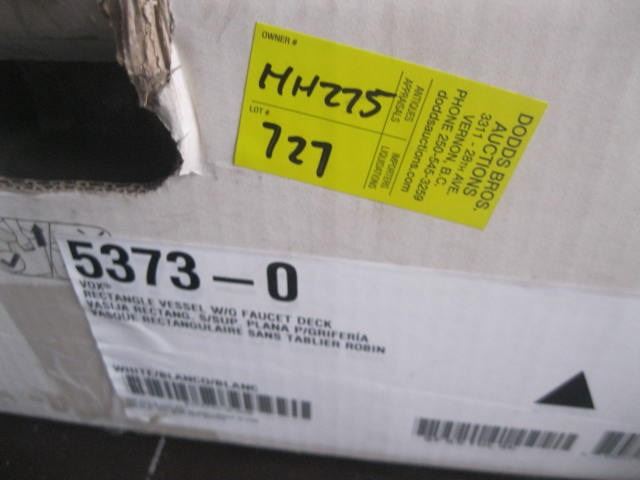 OWNER #
MH275
LOT #
727
ANTIQUES
APPRAISALS
IMPORTERS
LIQUIDATIONS
DODDS BROS.
AUCTIONS
3311 - 28TH AVE.
VERNON, B.C.
PHONE 250-545-3259
doddsauctions.com
5373-0
VOX®
RECTANGLE VESSEL W/O FAUCET DECK
VASIJA RECTANG. S/SUP. PLANA P/GRIFERÍA
VASQUE RECTANGULAIRE SANS TABLIER ROBIN
WHITE/BLANCO/BLANC